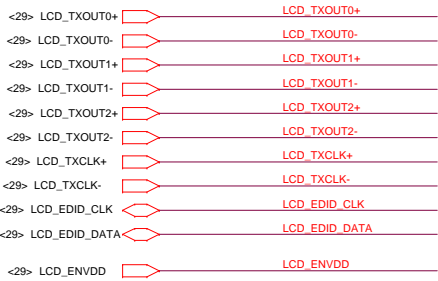 <29> LCD_TXOUT0+ LCD_TXOUT0+
<29> LCD_TXOUT0- LCD_TXOUT0-
<29> LCD_TXOUT1+ LCD_TXOUT1+
<29> LCD_TXOUT1- LCD_TXOUT1-
<29> LCD_TXOUT2+ LCD_TXOUT2+
<29> LCD_TXOUT2- LCD_TXOUT2-
<29> LCD_TXCLK+ LCD_TXCLK+
<29> LCD_TXCLK- LCD_TXCLK-
<29> LCD_EDID_CLK LCD_EDID_CLK
<29> LCD_EDID_DATA LCD_EDID_DATA
<29> LCD_ENVDD LCD_ENVDD